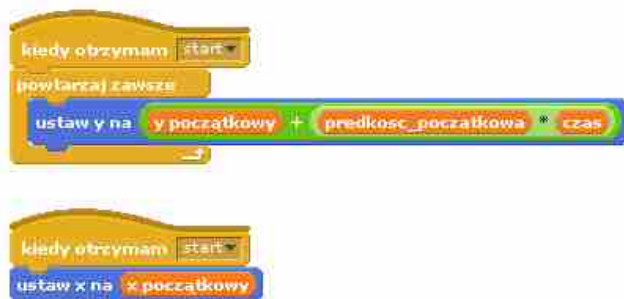 kiedy otrzymam start
powtarzaj zawsze
ustaw y na y początkowy + predkosc_poczatkowa * czas
kiedy otrzymam start
ustaw x na x początkowy